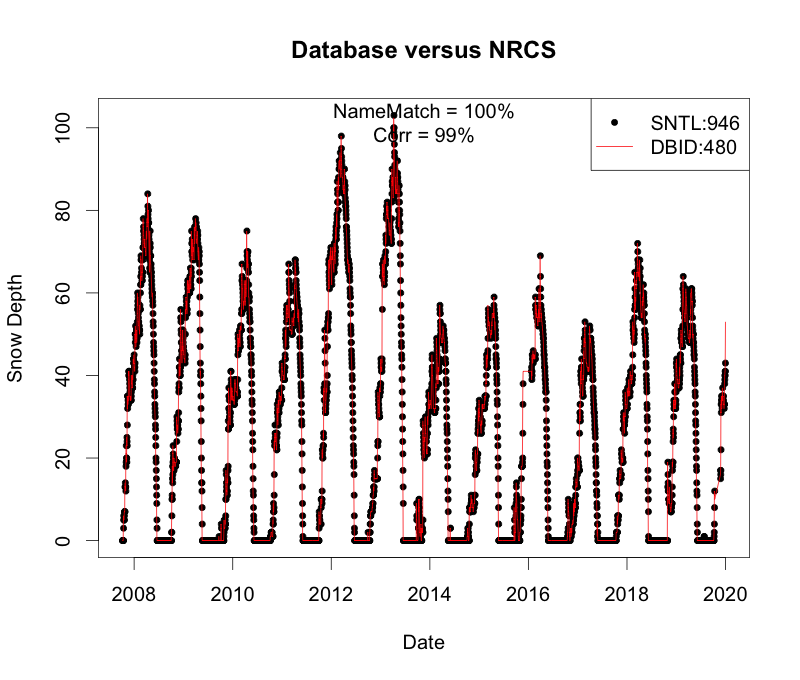 Database versus NRCS
NameMatch = 100%
Corr = 99%
SNTL:946
DBID:480
Snow Depth
100
80
60
40
20
0
2008 2010 2012 2014 2016 2018 2020
Date